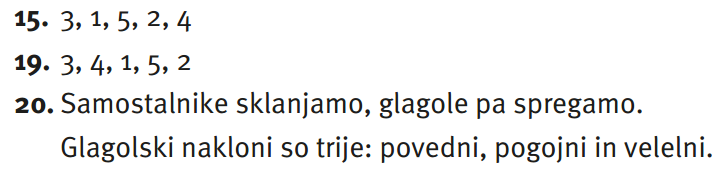 15. 3, 1, 5, 2, 4
19. 3, 4, 1, 5, 2
20. Samostalnike sklanjamo, glagole pa spregamo.
Glagolski nakloni so trije: povedni, pogojni in velelni.